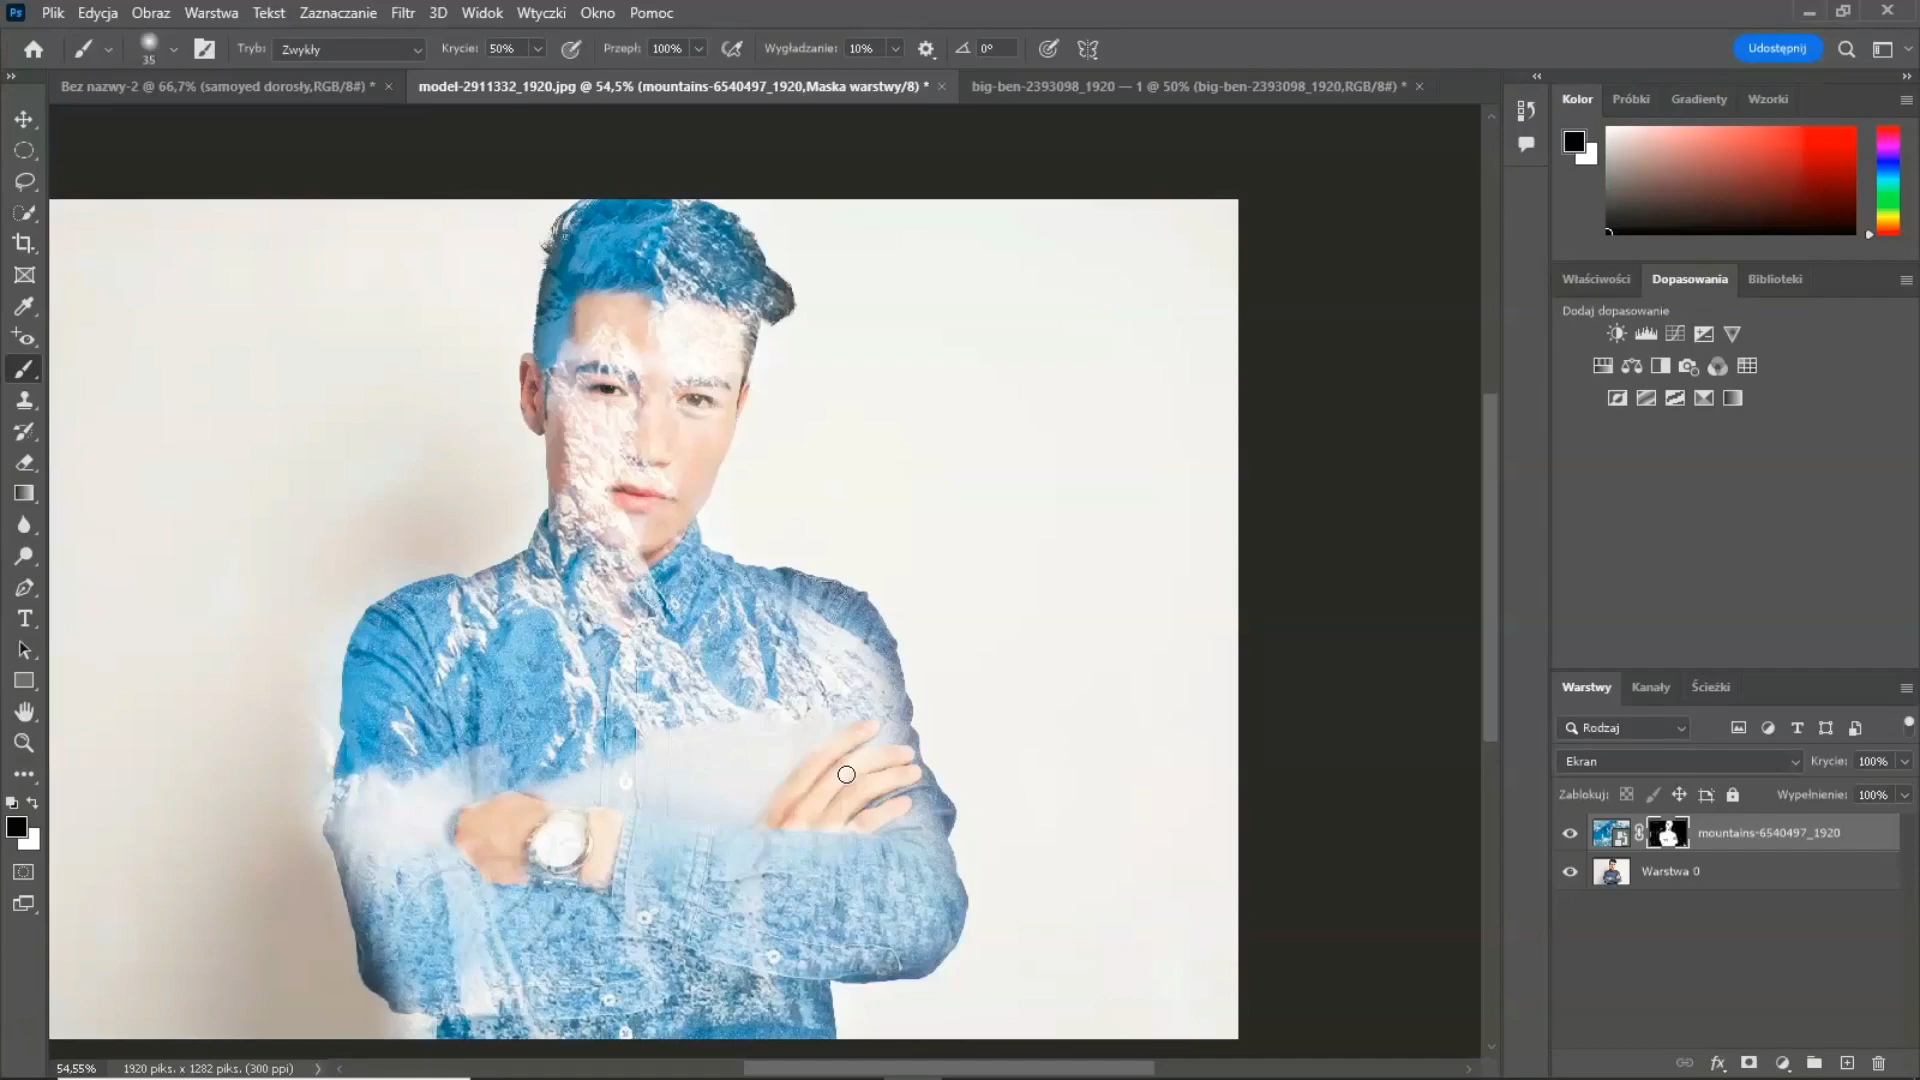 Ps Plik Edycja Obraz Warstwa Tekst Zaznaczanie Filtr 3D Widok Wtyczki Okno Pomoc
35 Tryb: Zwykły Krycie: 50% Przepł: 100% Wygładzanie: 10% 0° Udostępnij
Bez nazwy-2 @ 66,7% (samoyed dorosły,RGB/8#) * model-2911332_1920.jpg @ 54,5% (mountains-6540497_1920,Maska warstwy/8) * big-ben-2393098_1920 — 1 @ 50% (big-ben-2393098_1920,RGB/8#) *
Kolor Próbki Gradienty Wzorki
Właściwości Dopasowania Biblioteki
Dodaj dopasowanie
Warstwy Kanały Ścieżki
Rodzaj
Ekran Krycie: 100%
Zablokuj: Wypełnienie: 100%
mountains-6540497_1920
Warstwa 0
fx
54,55% 1920 piks. x 1282 piks. (300 ppi)